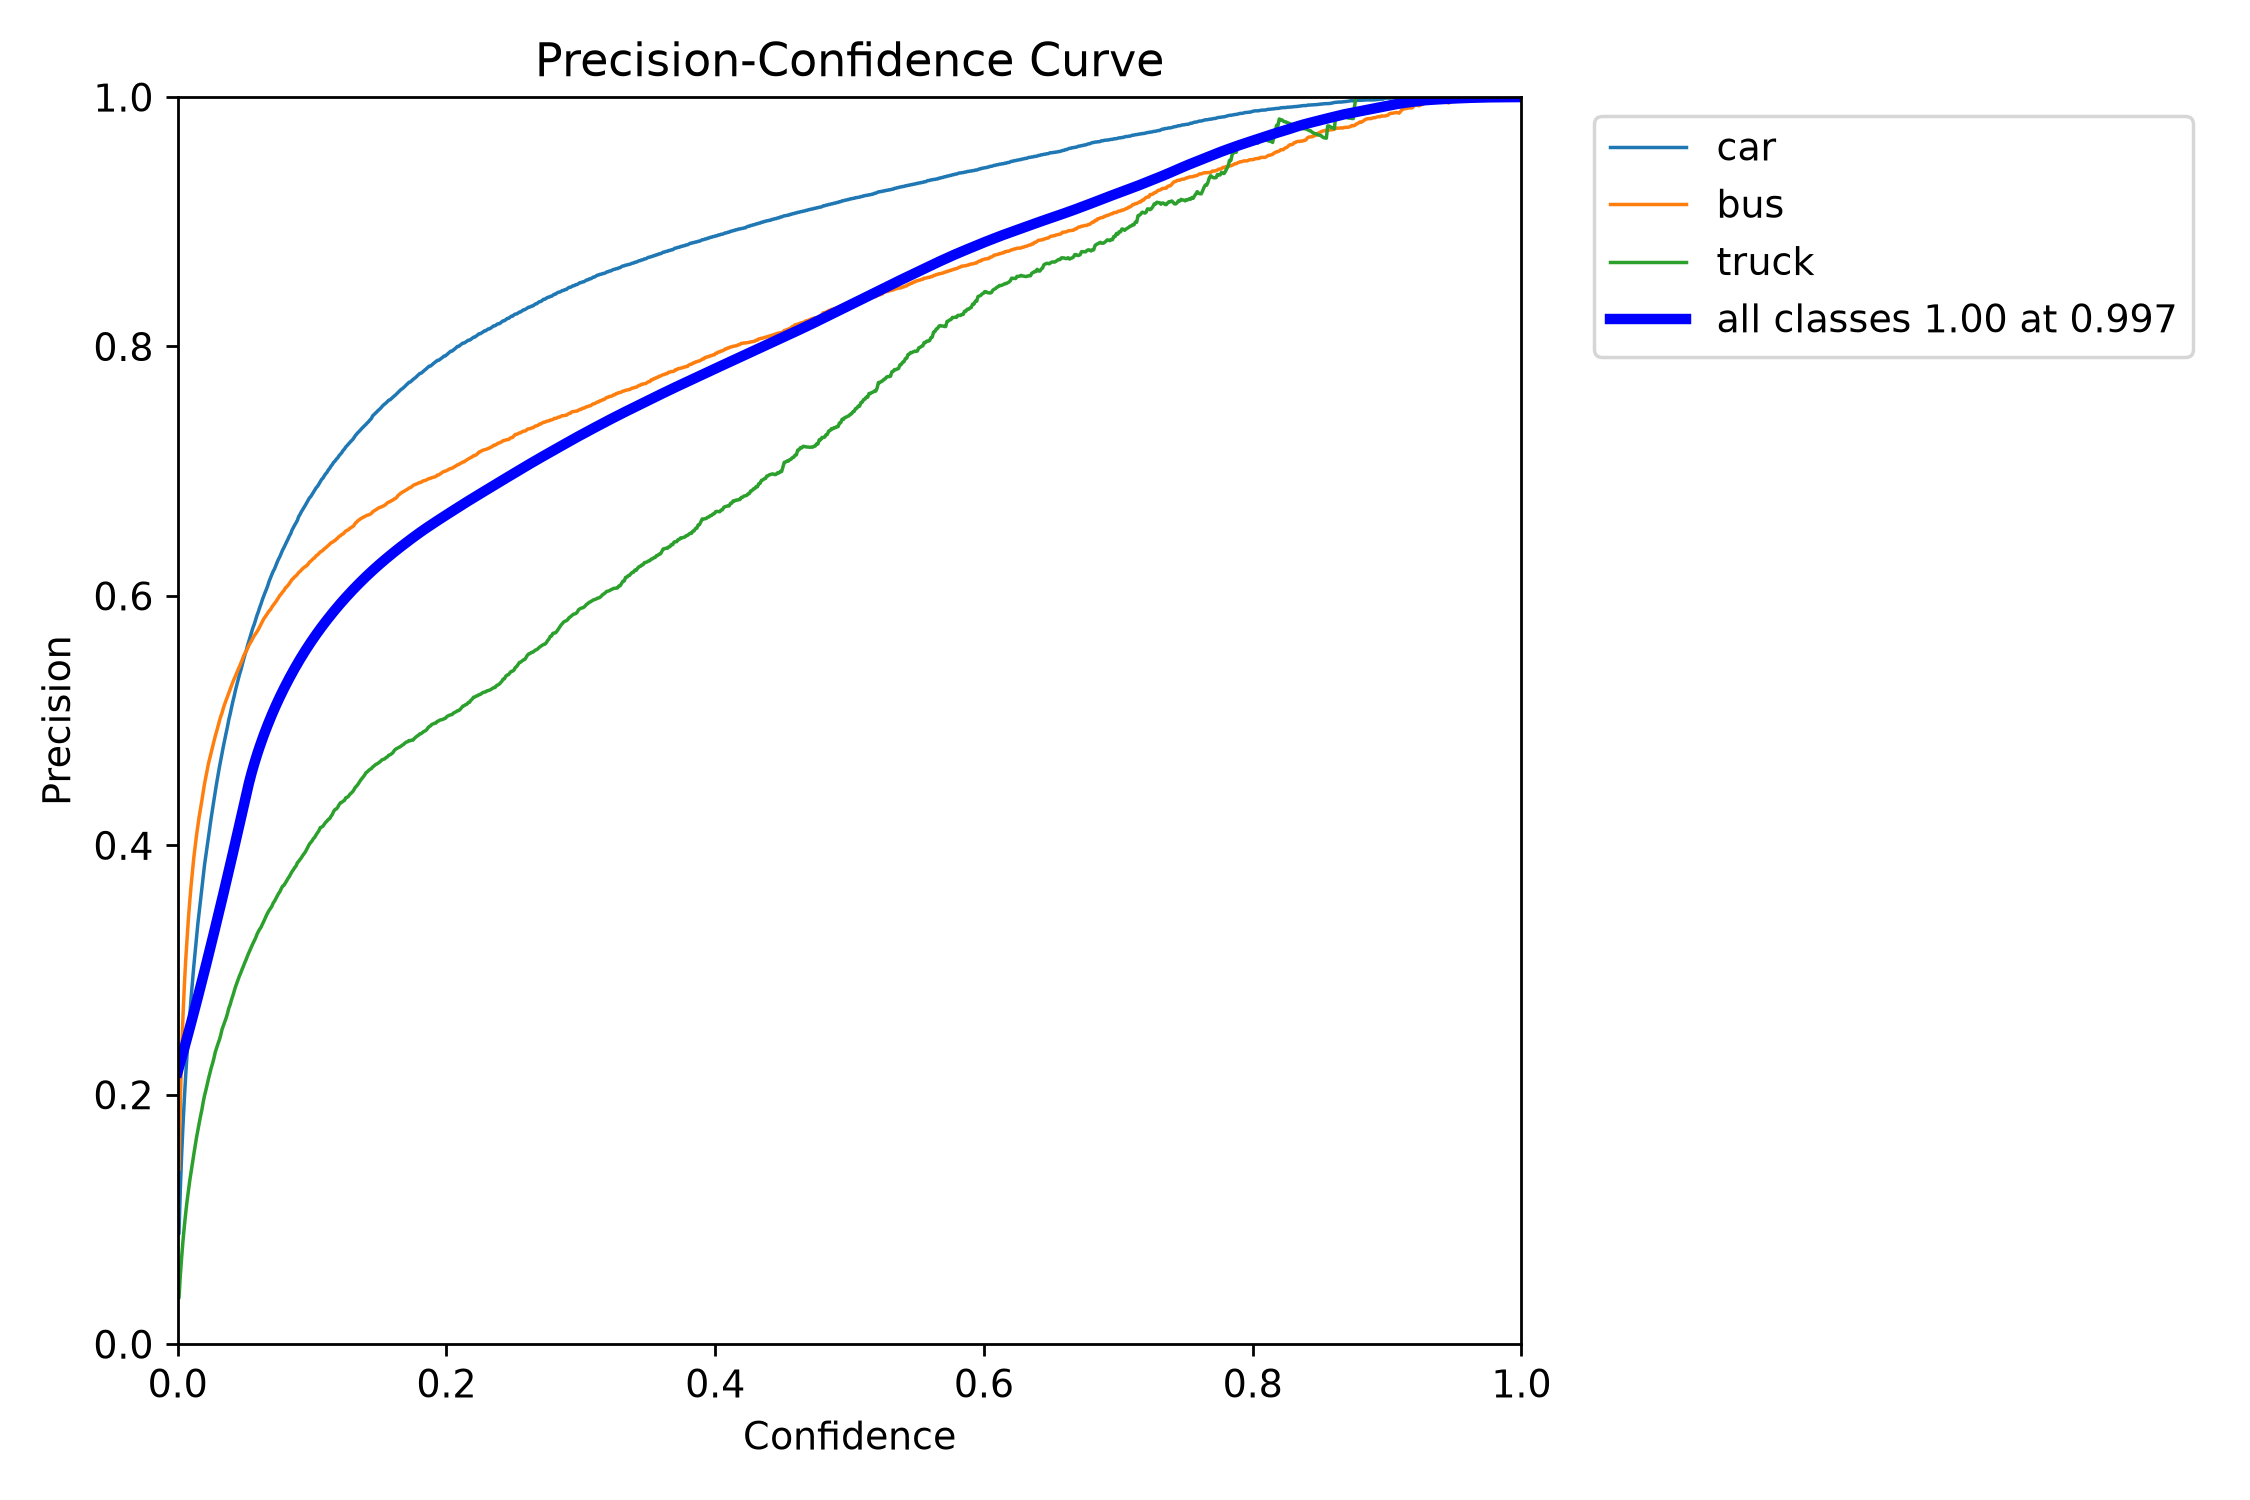 Precision-Confidence Curve
1.0
0.8
0.6
0.4
0.2
0.0
Precision
0.0 0.2 0.4 0.6 0.8 1.0
Confidence
car
bus
truck
all classes 1.00 at 0.997